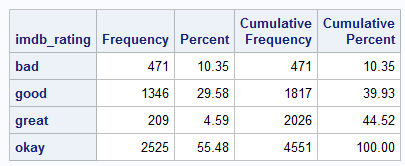 imdb_rating Frequency Percent Cumulative Frequency Cumulative Percent
bad 471 10.35 471 10.35
good 1346 29.58 1817 39.93
great 209 4.59 2026 44.52
okay 2525 55.48 4551 100.00